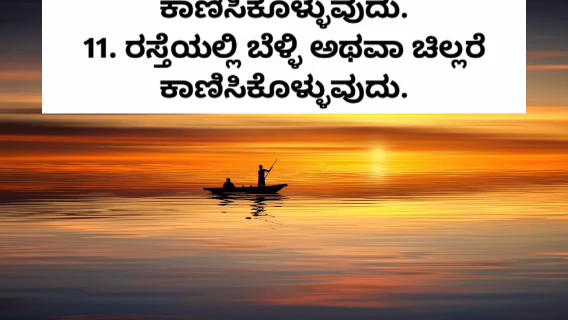 ಕಾಣಿಸಿಕೊಳ್ಳುವುದು.
11. ರಸ್ತೆಯಲ್ಲಿ ಬೆಳ್ಳಿ ಅಥವಾ ಚಿಲ್ಲರೆ
ಕಾಣಿಸಿಕೊಳ್ಳುವುದು.